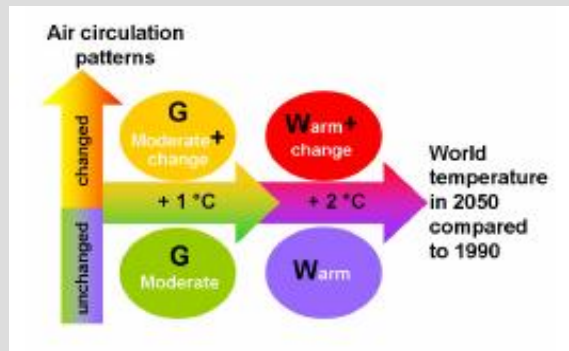 Air circulation
patterns
changed
unchanged
G
Moderate+
change
Warm+
change
+ 1 °C
+ 2 °C
G
Moderate
Warm
World
temperature
in 2050
compared
to 1990